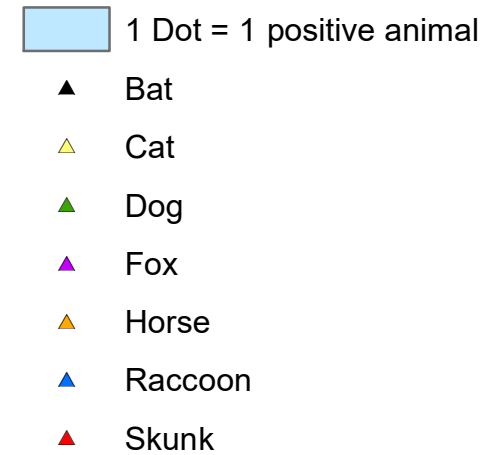 1 Dot = 1 positive animal
Bat
Cat
Dog
Fox
Horse
Raccoon
Skunk